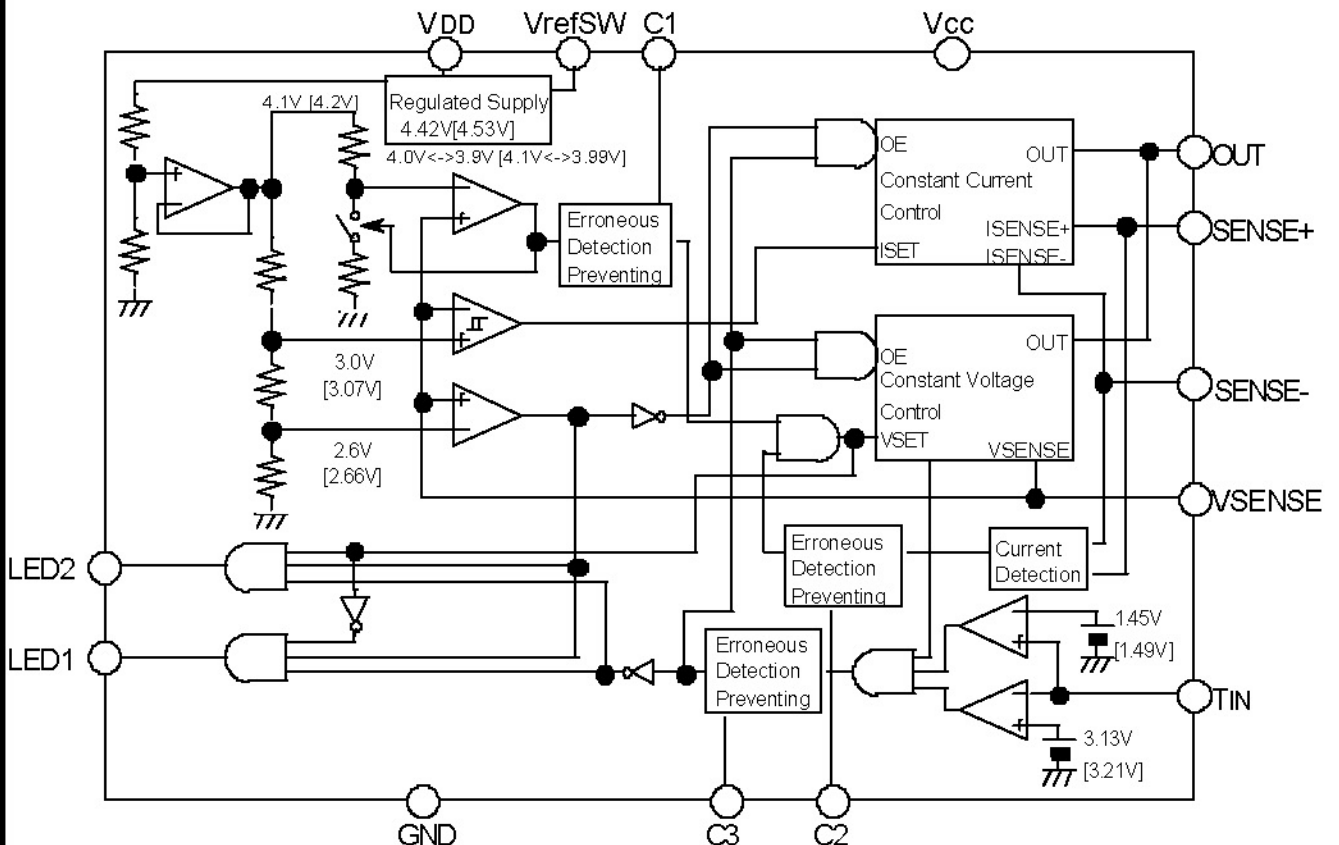 VDD
VrefSW
C1
Vcc
4.1V [4.2V]
Regulated Supply
4.42V[4.53V]
4.0V<->3.9V [4.1V<->3.99V]
Erroneous
Detection
Preventing
OE
OUT
Constant Current
Control
ISENSE+
ISET
ISENSE-
OUT
SENSE+
3.0V
[3.07V]
OE
OUT
Constant Voltage
Control
VSET
VSENSE
SENSE-
2.6V
[2.66V]
VSENSE
LED2
Erroneous
Detection
Preventing
Current
Detection
LED1
Erroneous
Detection
Preventing
1.45V
[1.49V]
TIN
3.13V
[3.21V]
GND
C3
C2